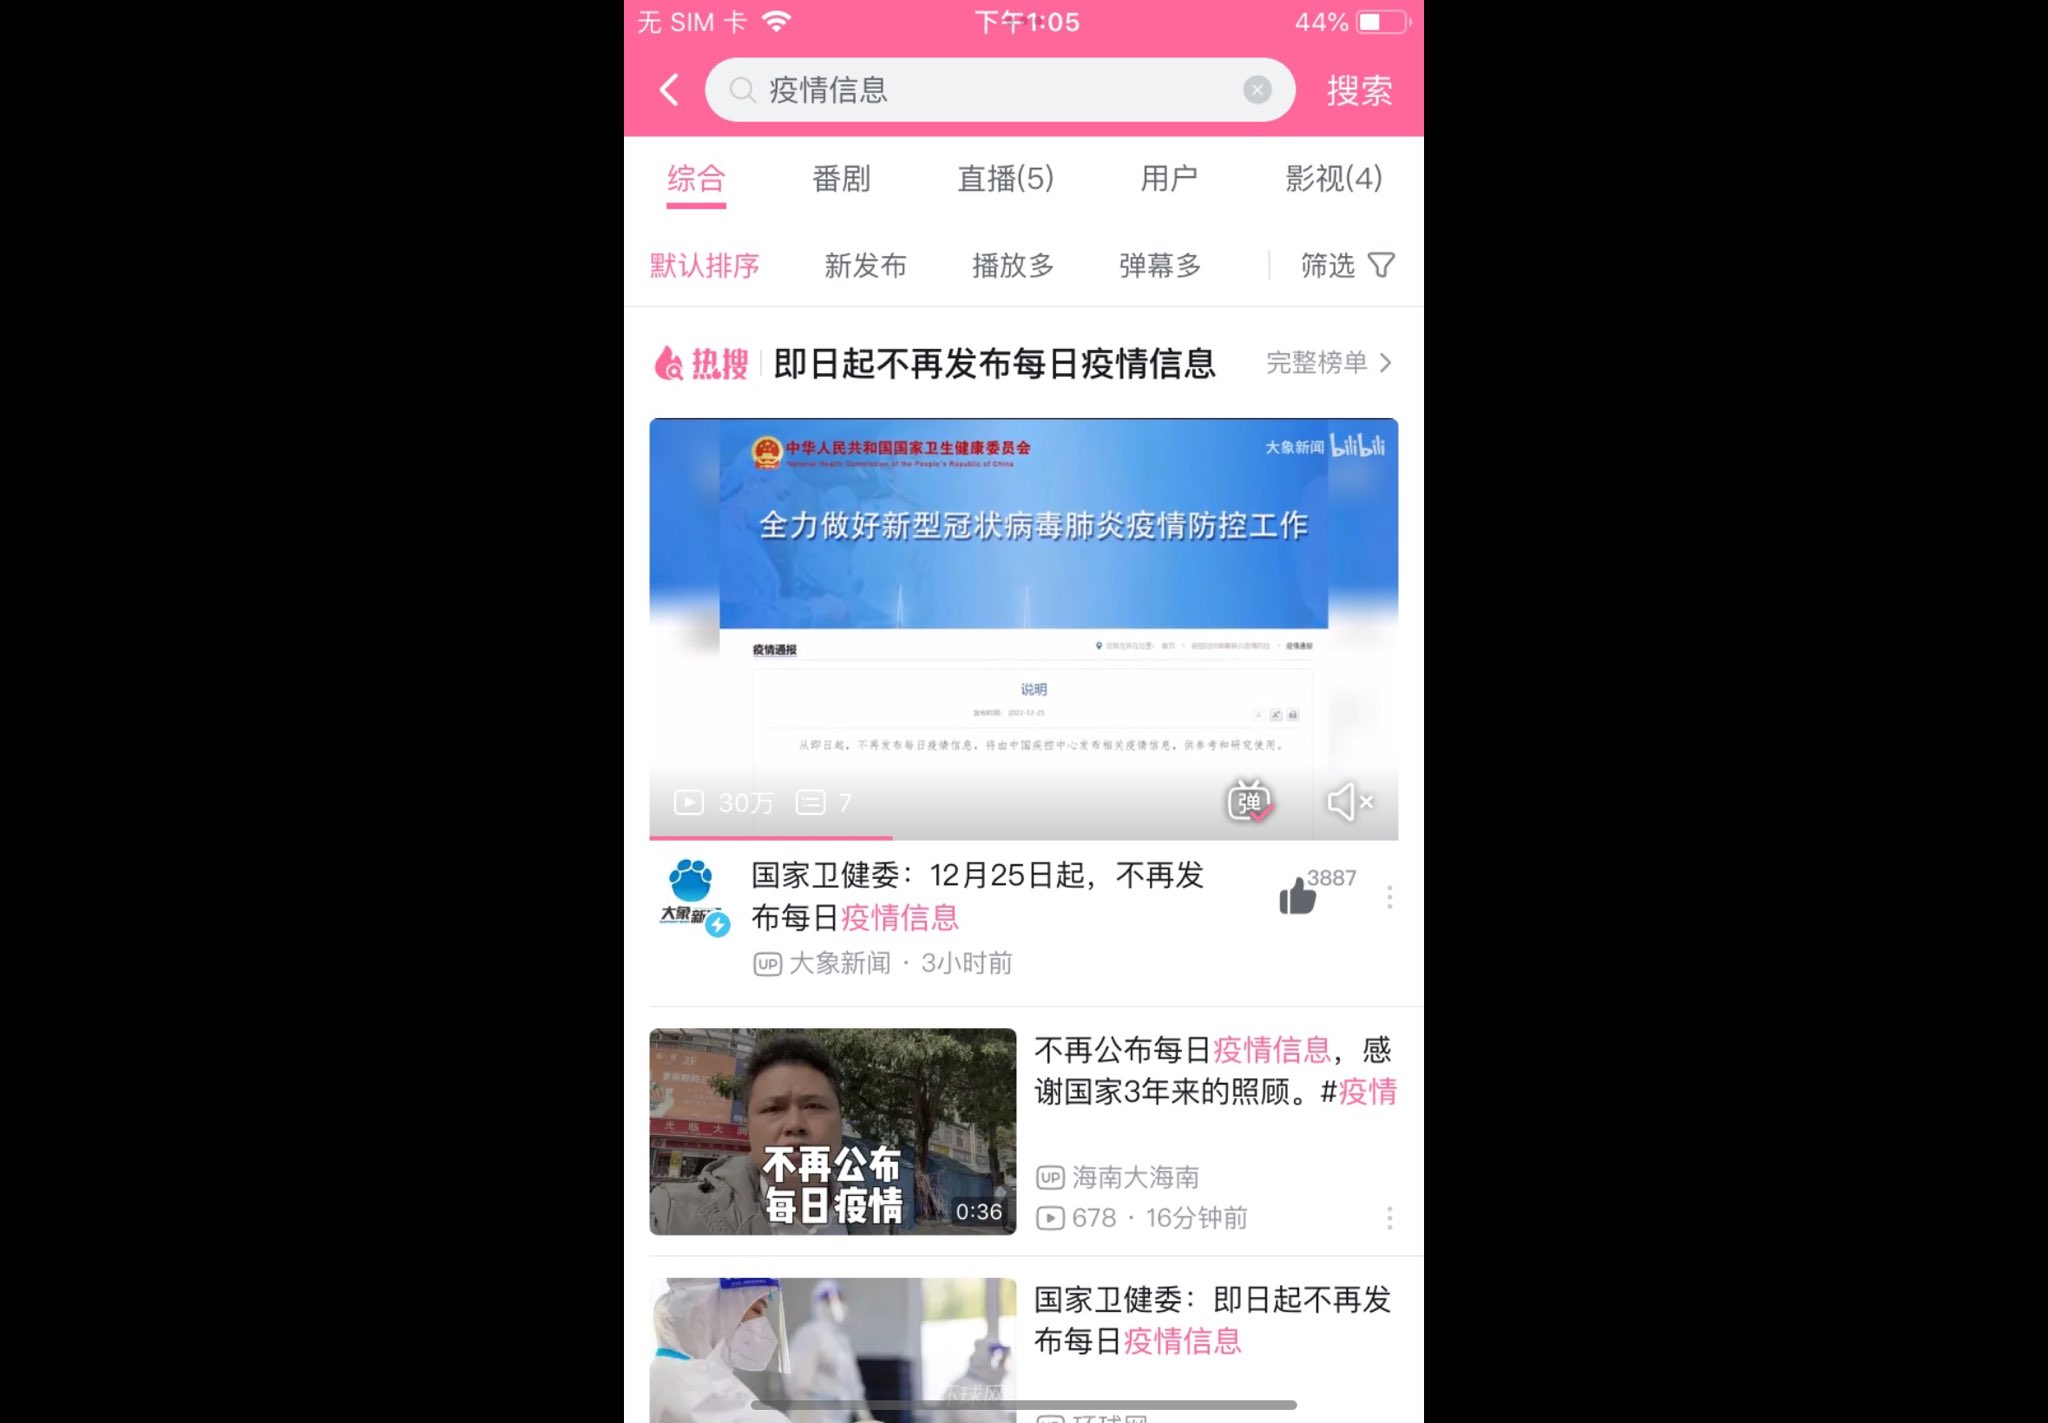 无 SIM 卡
下午1:05
44%
疫情信息
搜索
综合
番剧
直播(5)
用户
影视(4)
默认排序
新发布
播放多
弹幕多
筛选
热搜
即日起不再发布每日疫情信息
完整榜单
中华人民共和国国家卫生健康委员会
National Health Commission of the People's Republic of China
大象新闻 bilibili
全力做好新型冠状病毒肺炎疫情防控工作
疫情通报
说明
发布时间: 2022-12-25
从即日起，不再发布每日疫情信息，将由中国疾控中心发布相关疫情信息，供参考和研究使用。
30万
7
弹
国家卫健委：12月25日起，不再发
布每日疫情信息
3887
UP 大象新闻 · 3小时前
不再公布
每日疫情
0:36
不再公布每日疫情信息，感
谢国家3年来的照顾。#疫情
UP 海南大海南
678 · 16分钟前
国家卫健委：即日起不再发
布每日疫情信息
环球网